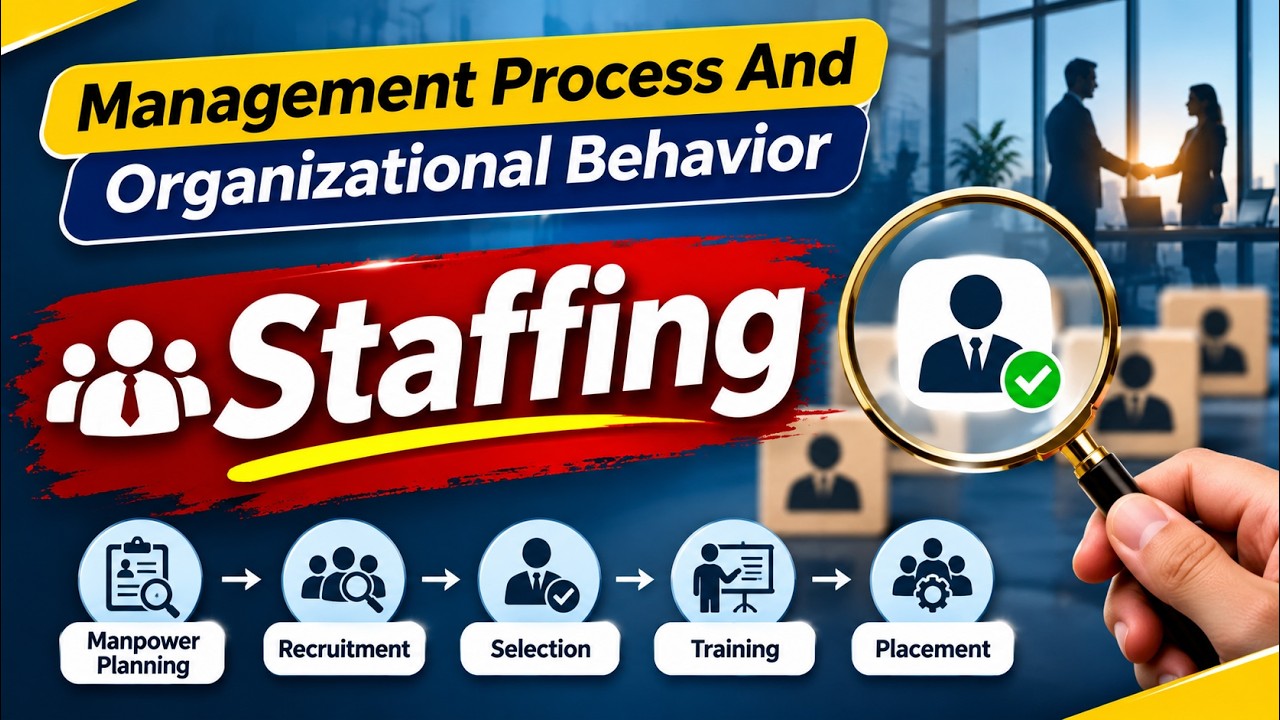 Management Process And
Organizational Behavior
Staffing
Manpower
Planning
Recruitment
Selection
Training
Placement